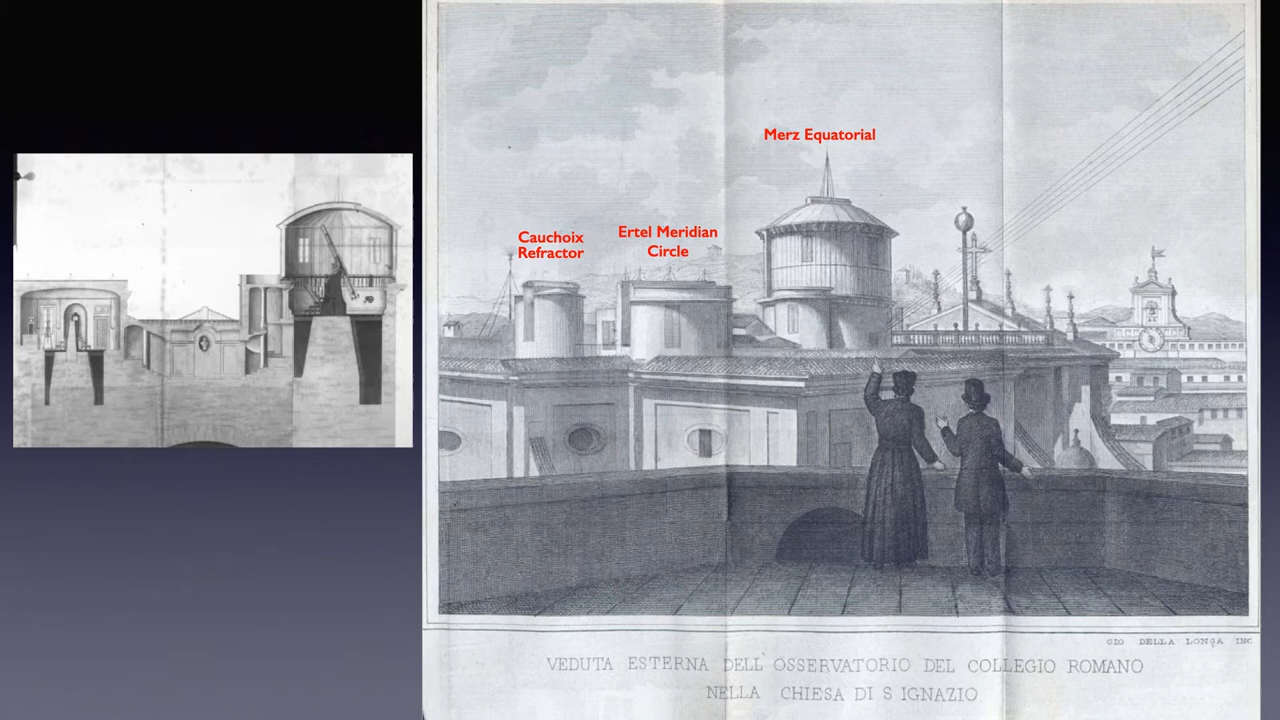 Merz Equatorial
Cauchoix
Refractor
Ertel Meridian
Circle
GIO DELLA LONGA INC
VEDUTA ESTERNA DELL' OSSERVATORIO DEL COLLEGIO ROMANO
NELLA CHIESA DI S IGNAZIO